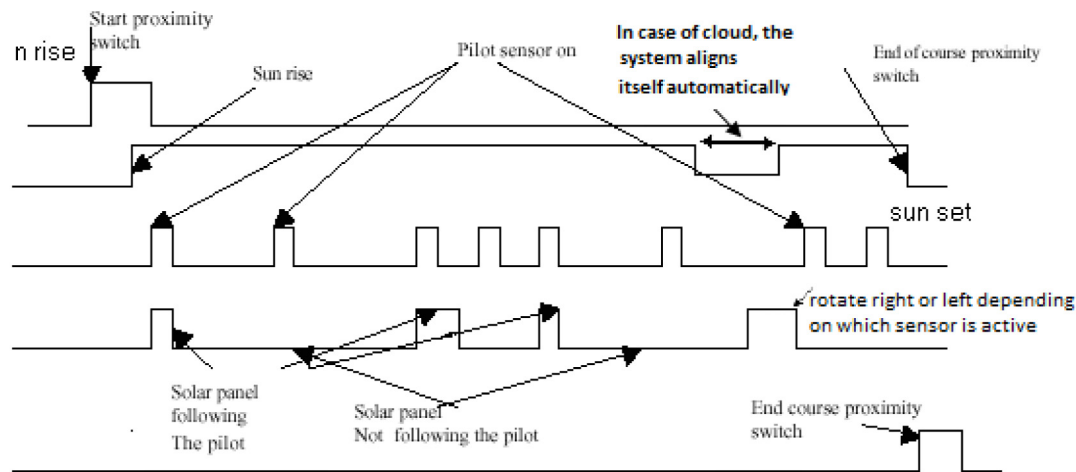 Start proximity
switch
n rise
Sun rise
Pilot sensor on
In case of cloud, the
system aligns
itself automatically
End of course proximity
switch
sun set
rotate right or left depending
on which sensor is active
Solar panel
following
The pilot
Solar panel
Not following the pilot
End course proximity
switch